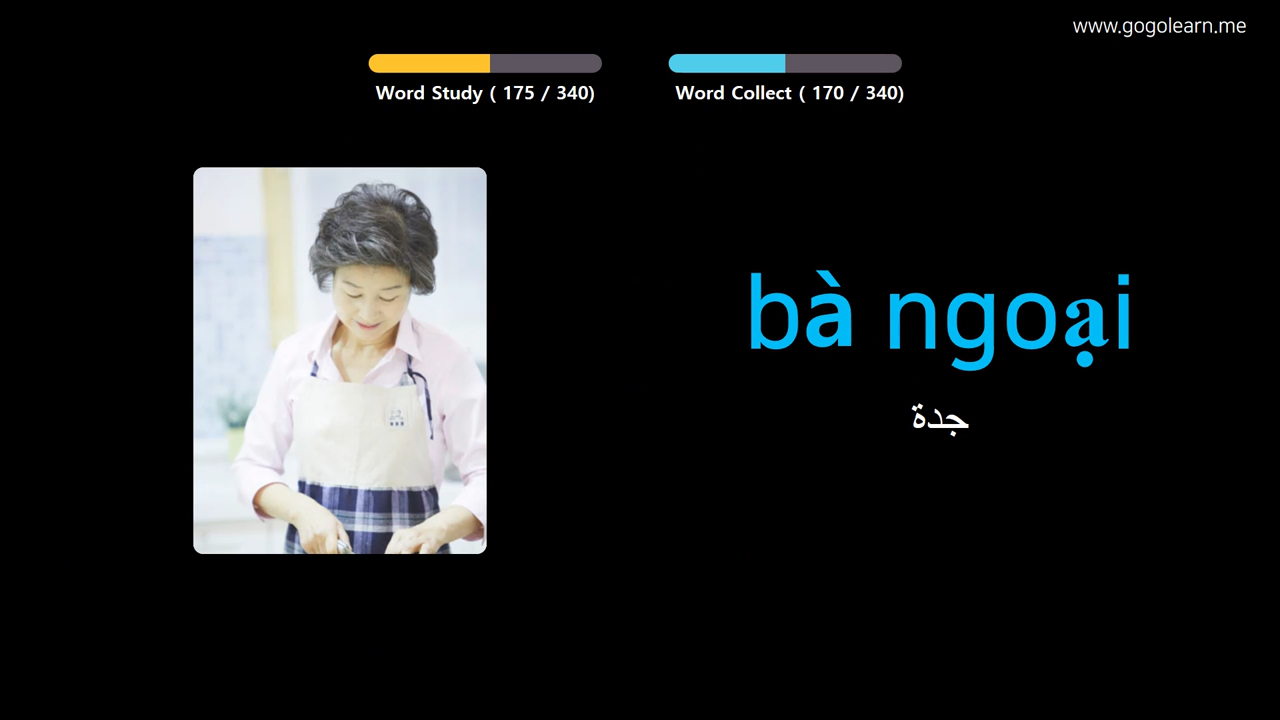 www.gogolearn.me
Word Study ( 175 / 340)
Word Collect ( 170 / 340)
bà ngoại
جدة